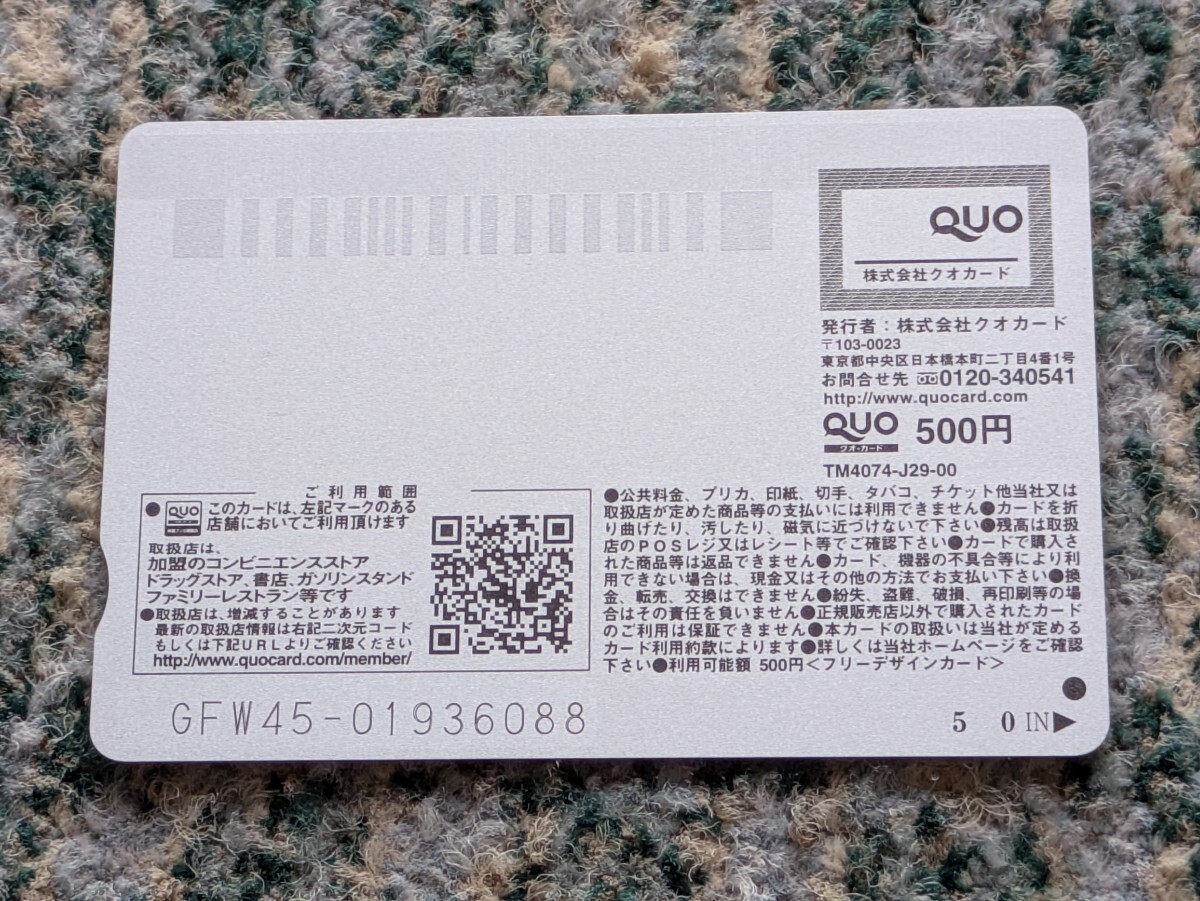 QUO
株式会社クオカード
発行者：株式会社クオカード
〒103-0023
東京都中央区日本橋本町二丁目4番1号
お問合せ先 0120-340541
http://www.quocard.com
QUO 500円
クオ・カード
TM4074-J29-00
ご利用範囲
QUO
●このカードは、左記マークのある
店舗においてご利用頂けます
取扱店は、
加盟のコンビニエンスストア
ドラッグストア、書店、ガソリンスタンド
ファミリーレストラン等です
●取扱店は、増減することがあります
最新の取扱店情報は右記二次元コード
もしくは下記URLよりご確認ください
http://www.quocard.com/member/
●公共料金、プリカ、印紙、切手、タバコ、チケット他当社又は
取扱店が定めた商品等の支払いには利用できません●カードを折
り曲げたり、汚したり、磁気に近づけないで下さい●残高は取扱
店のPOSレジ又はレシート等でご確認下さい●カードで購入さ
れた商品等は返品できません●カード、機器の不具合等により利
用できない場合は、現金又はその他の方法でお支払い下さい●換
金、転売、交換はできません●紛失、盗難、破損、再印刷等の場
合はその責任を負いません●正規販売店以外で購入されたカード
のご利用は保証できません●本カードの取扱いは当社が定める
カード利用約款によります●詳しくは当社ホームページをご確認
下さい●利用可能額 500円＜フリーデザインカード＞
GFW45-01936088
5 0 IN▶